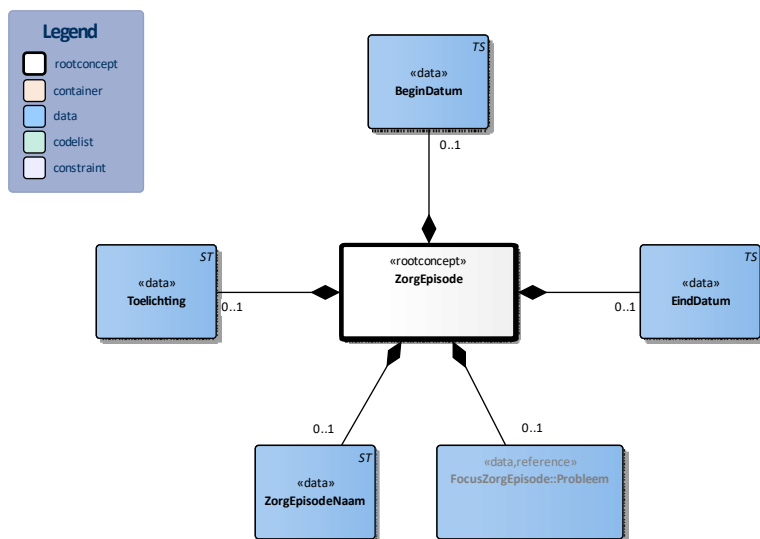 Legend
rootconcept
container
data
codelist
constraint
TS
«data»
BeginDatum
0..1
ST
«data»
Toelichting
0..1
«rootconcept»
ZorgEpisode
TS
«data»
EindDatum
0..1
0..1
ST
«data»
ZorgEpisodeNaam
0..1
«data,reference»
FocusZorgEpisode::Probleem